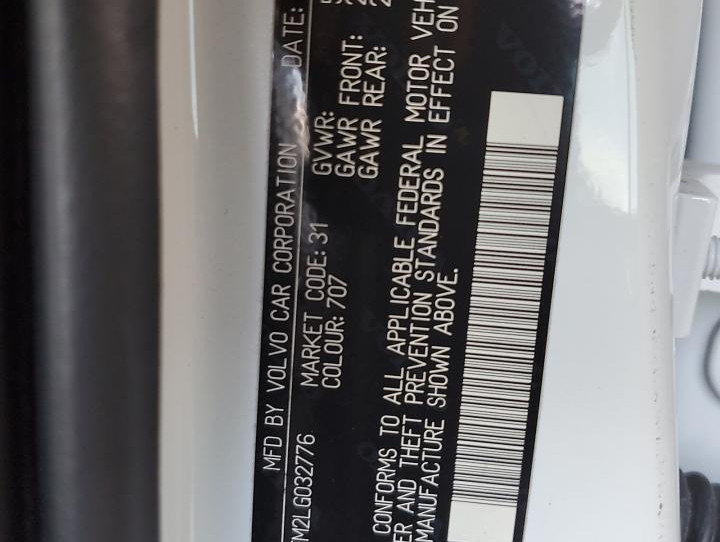 MFD BY VOLVO CAR CORPORATION DATE:
M2LG032776 MARKET CODE: 31 GVWR:
COLOUR: 707 GAWR FRONT:
GAWR REAR: 2
CONFORMS TO ALL APPLICABLE FEDERAL MOTOR VEH
ER AND THEFT PREVENTION STANDARDS IN EFFECT ON
MANUFACTURE SHOWN ABOVE.